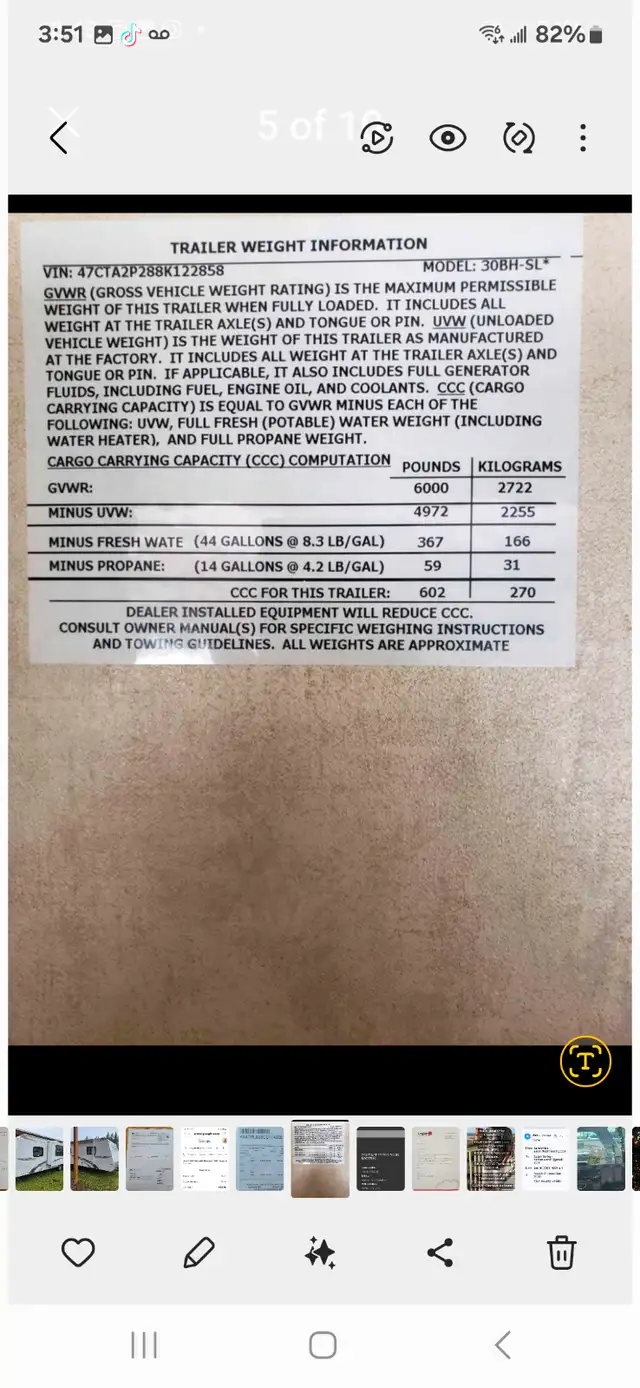 3:51
82%
5 of 1
TRAILER WEIGHT INFORMATION
VIN: 47CTA2P288K122858 MODEL: 30BH-SL*
GVWR (GROSS VEHICLE WEIGHT RATING) IS THE MAXIMUM PERMISSIBLE
WEIGHT OF THIS TRAILER WHEN FULLY LOADED. IT INCLUDES ALL
WEIGHT AT THE TRAILER AXLE(S) AND TONGUE OR PIN. UVW (UNLOADED
VEHICLE WEIGHT) IS THE WEIGHT OF THIS TRAILER AS MANUFACTURED
AT THE FACTORY. IT INCLUDES ALL WEIGHT AT THE TRAILER AXLE(S) AND
TONGUE OR PIN. IF APPLICABLE, IT ALSO INCLUDES FULL GENERATOR
FLUIDS, INCLUDING FUEL, ENGINE OIL, AND COOLANTS. CCC (CARGO
CARRYING CAPACITY) IS EQUAL TO GVWR MINUS EACH OF THE
FOLLOWING: UVW, FULL FRESH (POTABLE) WATER WEIGHT (INCLUDING
WATER HEATER), AND FULL PROPANE WEIGHT.
CARGO CARRYING CAPACITY (CCC) COMPUTATION POUNDS KILOGRAMS
GVWR: 6000 2722
MINUS UVW: 4972 2255
MINUS FRESH WATE (44 GALLONS @ 8.3 LB/GAL) 367 166
MINUS PROPANE: (14 GALLONS @ 4.2 LB/GAL) 59 31
CCC FOR THIS TRAILER: 602 270
DEALER INSTALLED EQUIPMENT WILL REDUCE CCC.
CONSULT OWNER MANUAL(S) FOR SPECIFIC WEIGHING INSTRUCTIONS
AND TOWING GUIDELINES. ALL WEIGHTS ARE APPROXIMATE
T